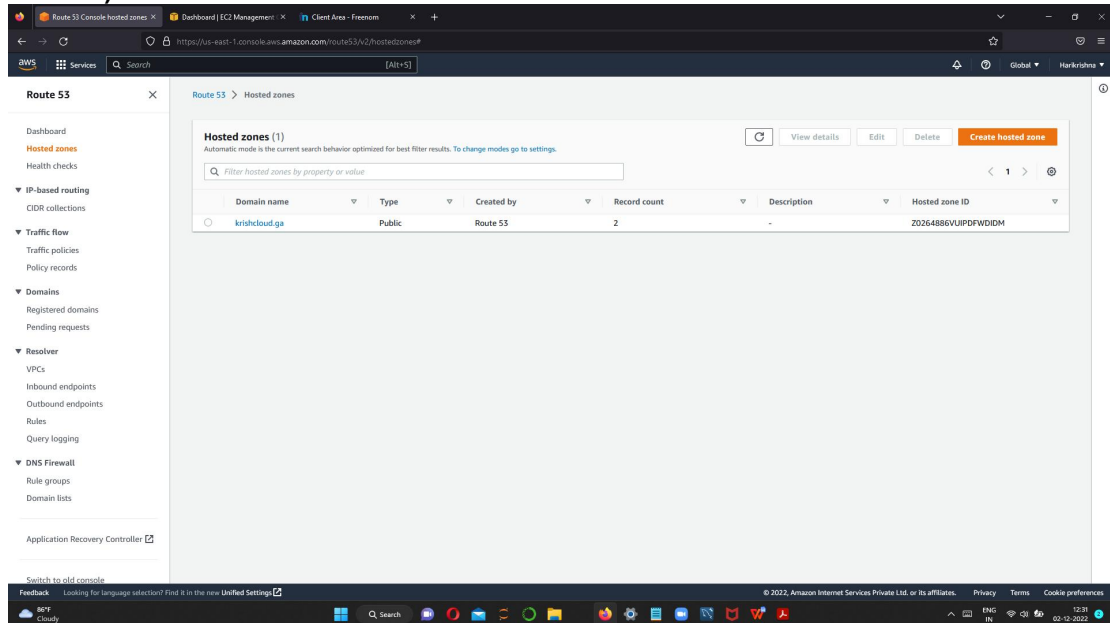 Route 53 Console hosted zones
Dashboard | EC2 Management
Client Area - Freenom
https://us-east-1.console.aws.amazon.com/route53/v2/hostedzones#
aws
Services
Search
[Alt+S]
Global
Harikrishna
Route 53
Route 53 > Hosted zones
Dashboard
Hosted zones
Health checks
IP-based routing
CIDR collections
Traffic flow
Traffic policies
Policy records
Domains
Registered domains
Pending requests
Resolver
VPCs
Inbound endpoints
Outbound endpoints
Rules
Query logging
DNS Firewall
Rule groups
Domain lists
Application Recovery Controller
Switch to old console
Hosted zones (1)
Automatic mode is the current search behavior optimized for best filter results. To change modes go to settings.
View details
Edit
Delete
Create hosted zone
Filter hosted zones by property or value
1
Domain name Type Created by Record count Description Hosted zone ID
krishcloud.ga Public Route 53 2 - Z0264886VUIPDFWDIDM
Feedback Looking for language selection? Find it in the new Unified Settings
© 2022, Amazon Internet Services Private Ltd. or its affiliates. Privacy Terms Cookie preferences
86°F
Cloudy
Search
ENG
IN
12:31
02-12-2022
2